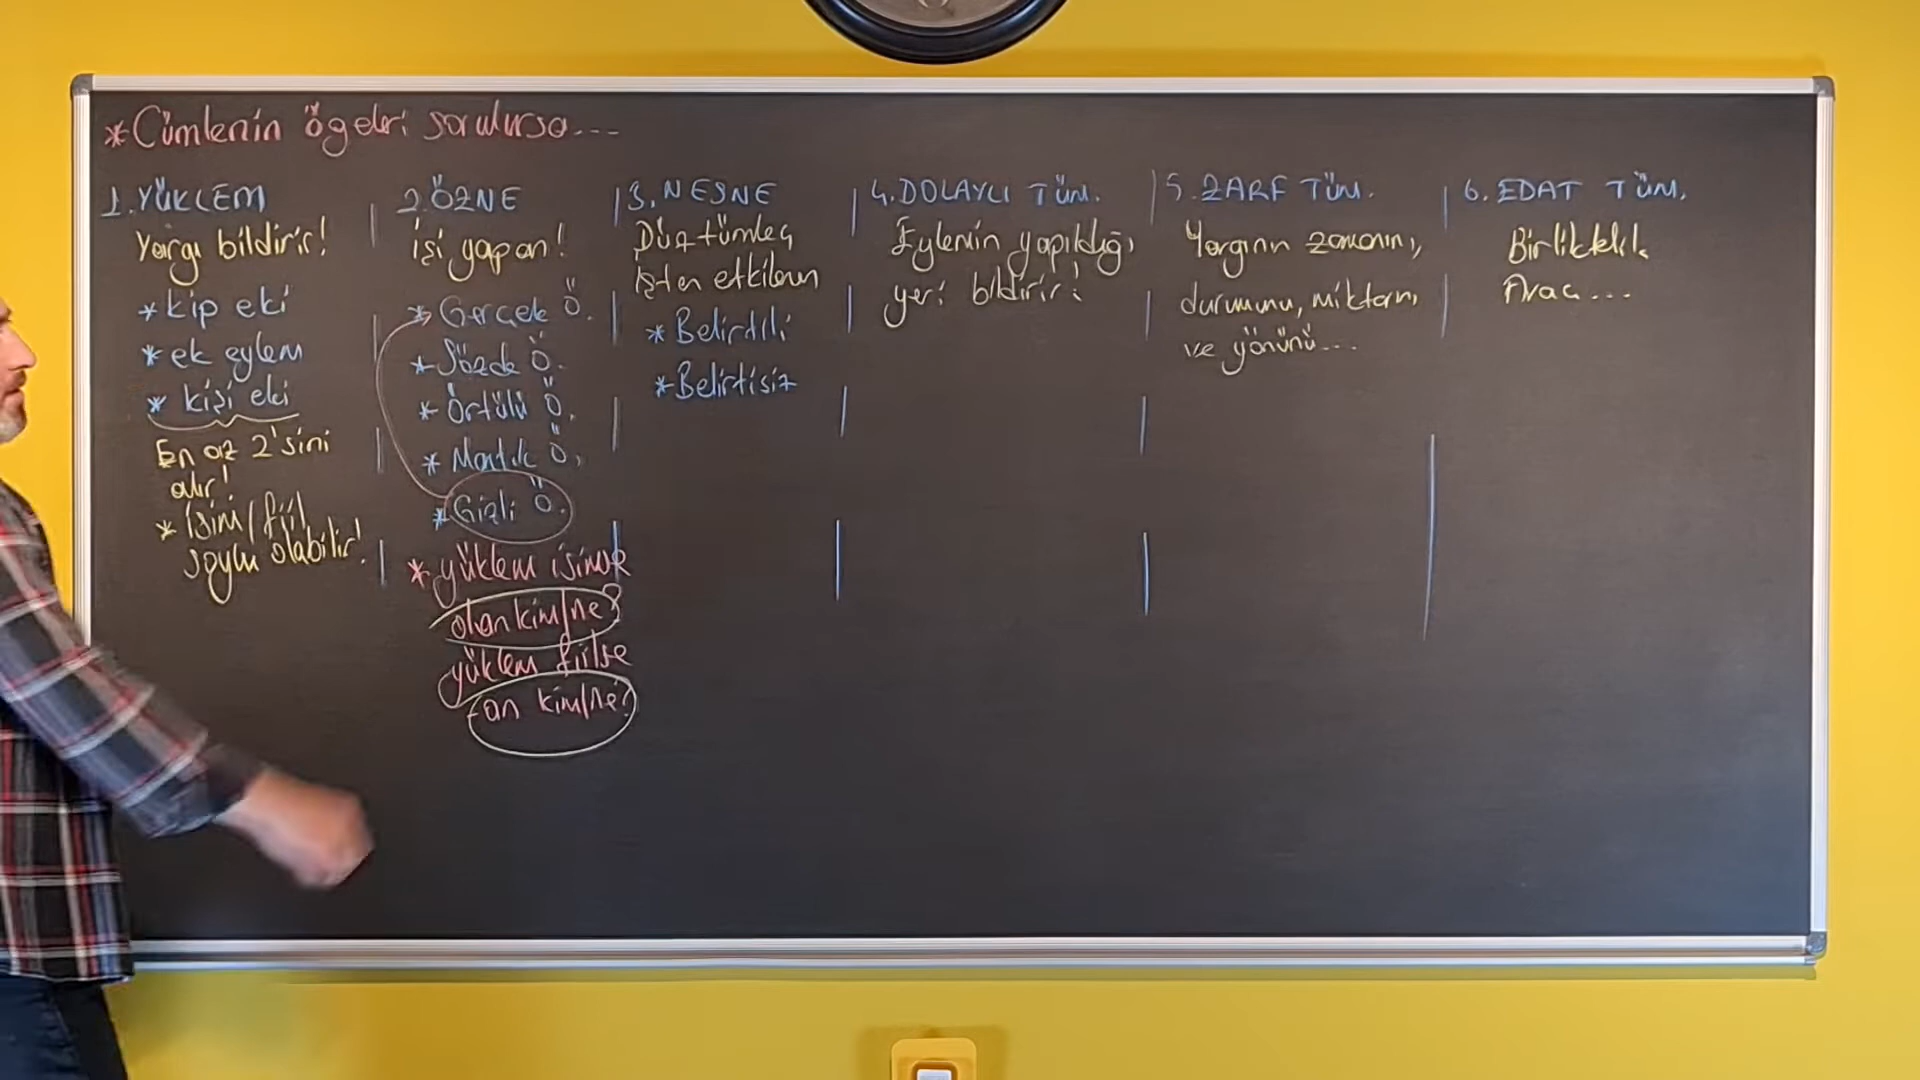 *Cümlenin ögeleri sorulursa...
1.YÜKLEM
Yargı bildirir!
*kip eki
*ek eylem
* kişi eki
En az 2'sini
alır!
* isim/fiil
soylu olabilir!
2.ÖZNE
işi yapan!
*Gerçek Ö.
*Sözde Ö.
*Örtülü Ö.
*Mantık Ö.
*Gizli Ö.
*yüklem isimse
olan kim/ne?
yüklem fiilse
-an kim/ne?
3.NESNE
Düz tümleç
İşten etkilenen
*Belirtili
*Belirtisiz
4.DOLAYLI TÜM.
Eylemin yapıldığı
yeri bildirir!
5.ZARF TÜM.
Yargının zamanını,
durumunu, miktarını
ve yönünü...
6.EDAT TÜM.
Birliktelik
Araç...